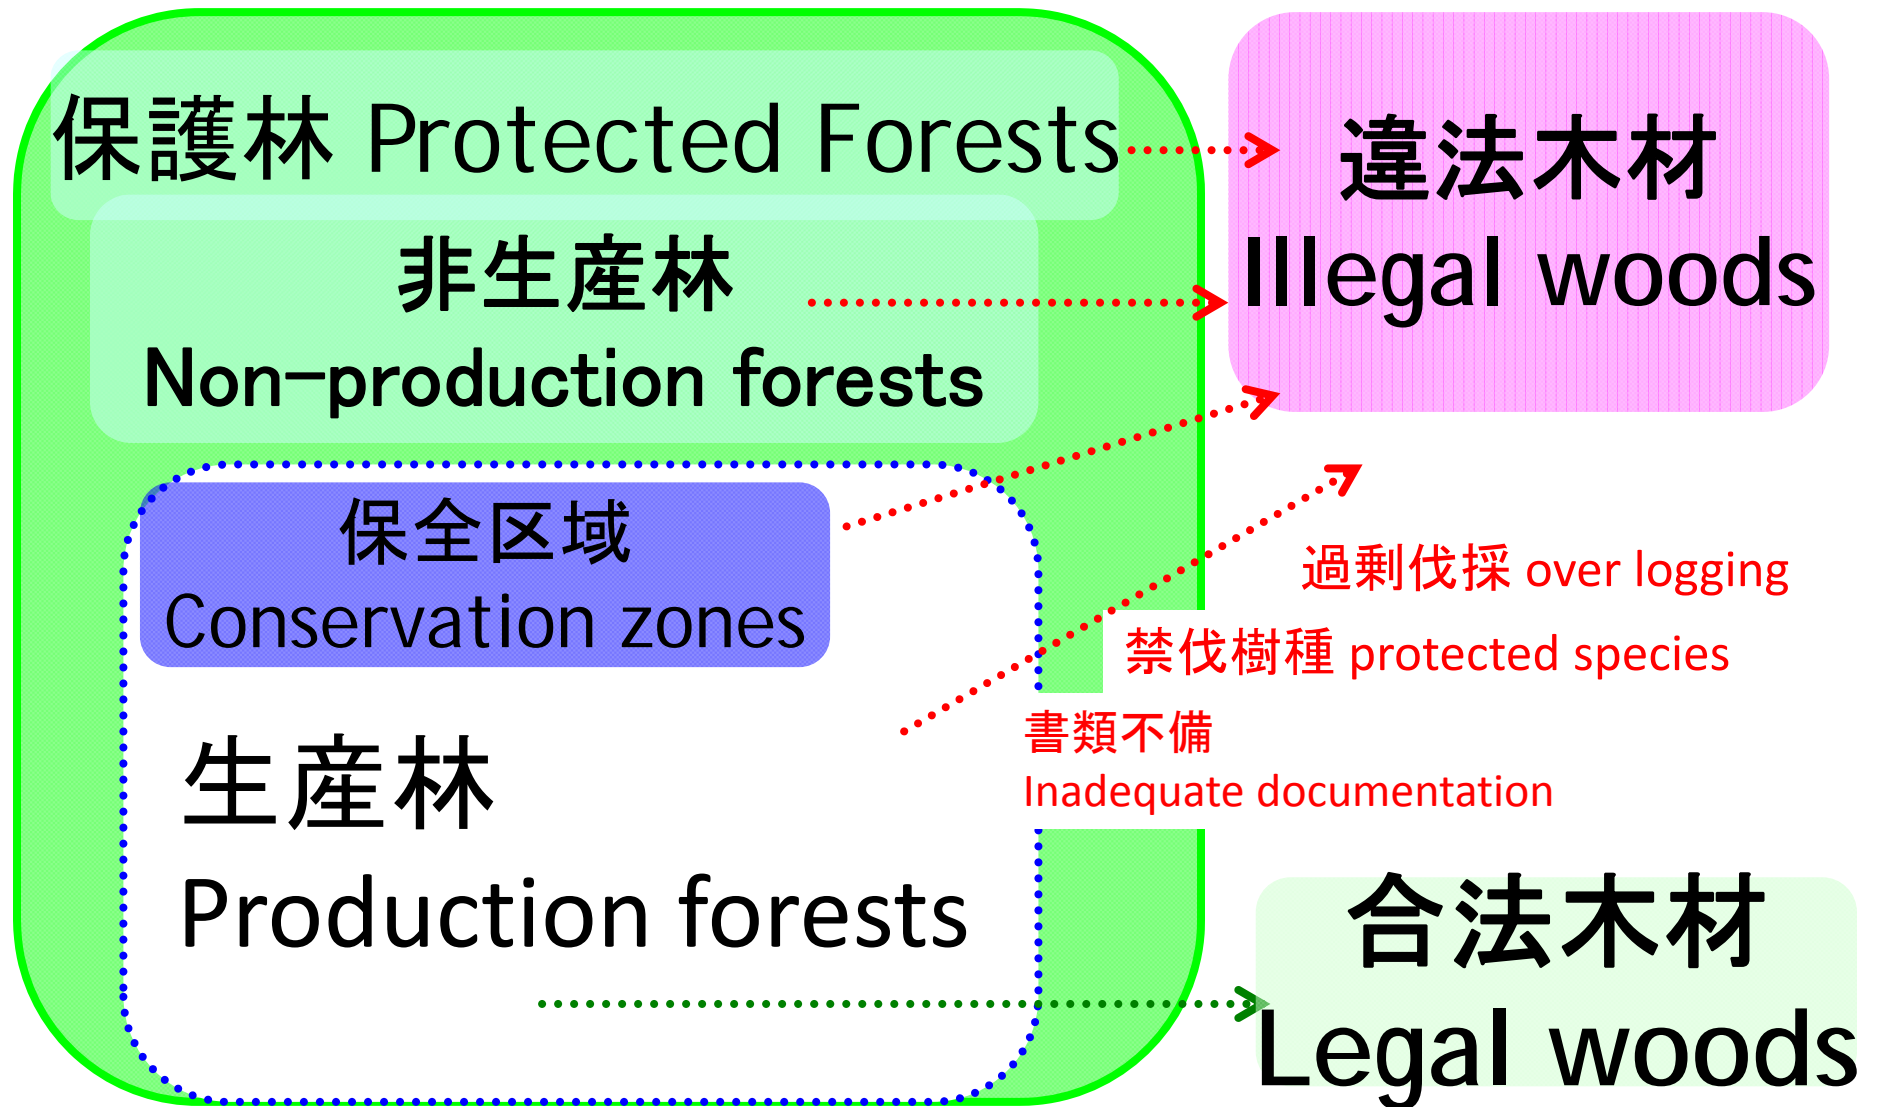 保護林 Protected Forests
非生産林
Non-production forests
保全区域
Conservation zones
生産林
Production forests
違法木材
Illegal woods
過剰伐採 over logging
禁伐樹種 protected species
書類不備
Inadequate documentation
合法木材
Legal woods